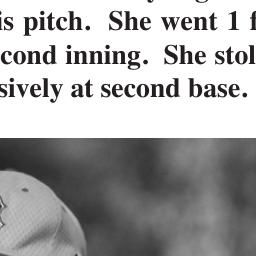 is pitch. She went 1 f
cond inning. She stol
sively at second base.